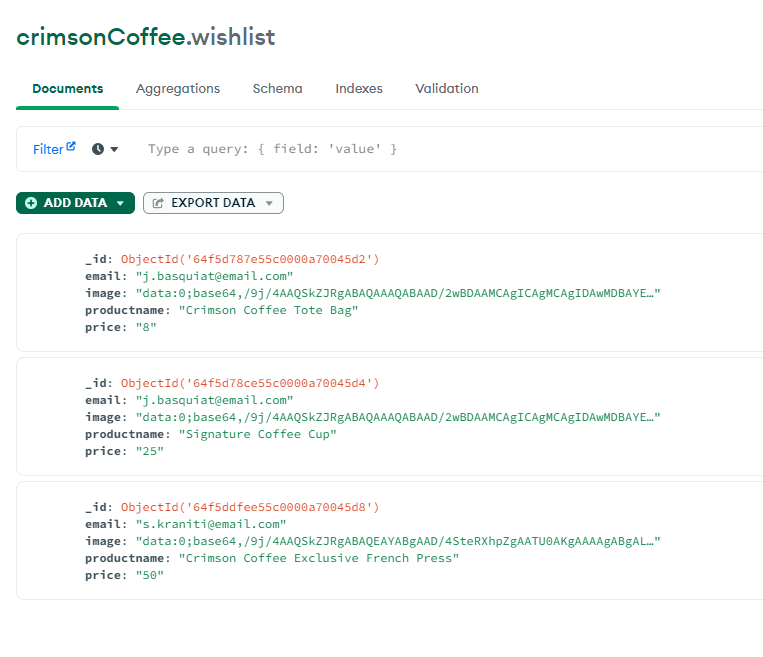 crimsonCoffee.wishlist
Documents Aggregations Schema Indexes Validation
Filter Type a query: { field: 'value' }
ADD DATA EXPORT DATA
_id: ObjectId('64f5d787e55c0000a70045d2')
email: "j.basquiat@email.com"
image: "data:0;base64,/9j/4AAQSkZJRgABAQAAAQABAAD/2wBDAAMCAgICAgMCAgIDAwMDBAYE…"
productname: "Crimson Coffee Tote Bag"
price: "8"
_id: ObjectId('64f5d78ce55c0000a70045d4')
email: "j.basquiat@email.com"
image: "data:0;base64,/9j/4AAQSkZJRgABAQAAAQABAAD/2wBDAAMCAgICAgMCAgIDAwMDBAYE…"
productname: "Signature Coffee Cup"
price: "25"
_id: ObjectId('64f5ddfee55c0000a70045d8')
email: "s.kraniti@email.com"
image: "data:0;base64,/9j/4AAQSkZJRgABAQEAYABgAAD/4SteRXhpZgAATU0AKgAAAAgABgAL…"
productname: "Crimson Coffee Exclusive French Press"
price: "50"